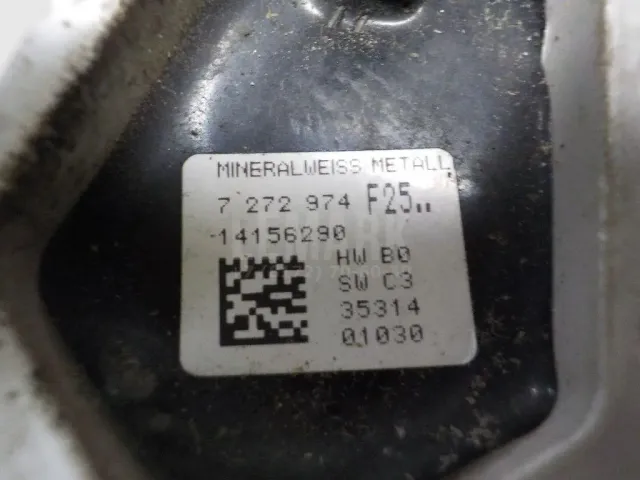 MINERALWEISS METALL
7 272 974 F25..
14156290
HW B0
SW C3
35314
01030